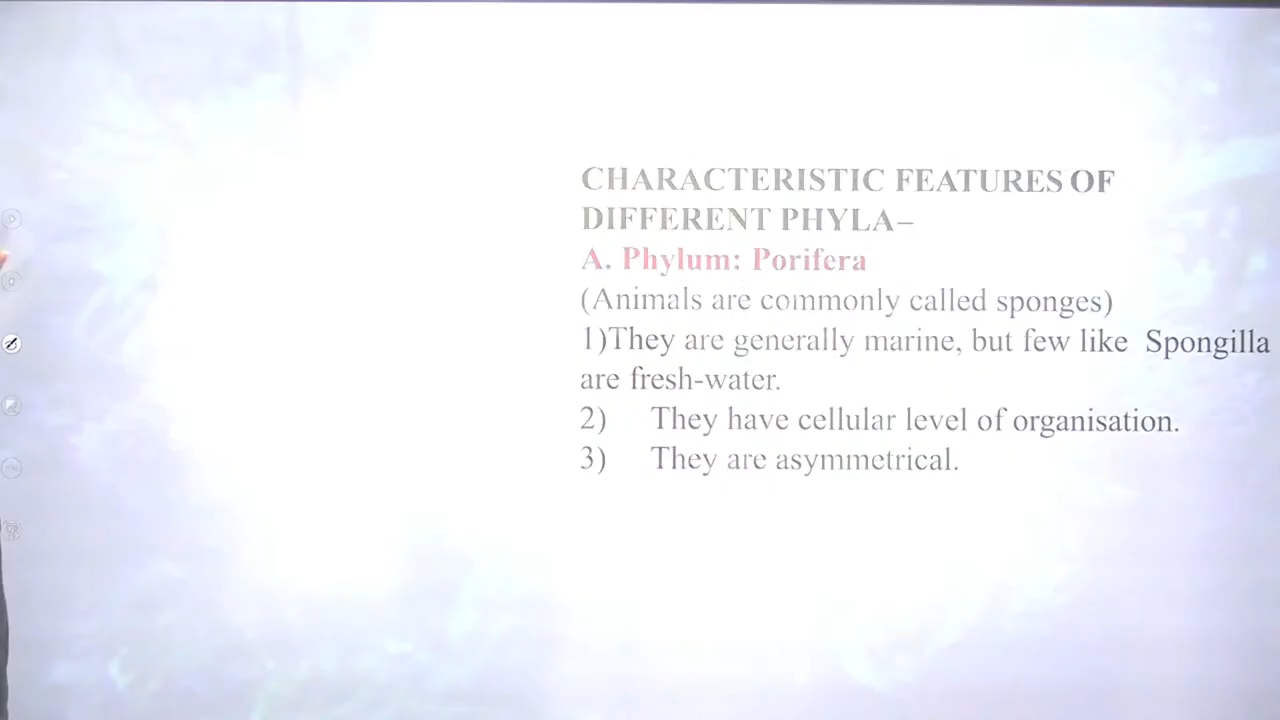 CHARACTERISTIC FEATURES OF
DIFFERENT PHYLA–
A. Phylum: Porifera
(Animals are commonly called sponges)
1)They are generally marine, but few like Spongilla
are fresh-water.
2) They have cellular level of organisation.
3) They are asymmetrical.